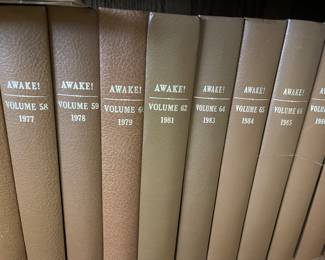 AWAKE!
VOLUME 58
1977
AWAKE!
VOLUME 59
1978
AWAKE!
VOLUME
1979
AWAKE!
VOLUME 62
1981
AWAKE!
VOLUME 64
1983
AWAKE!
VOLUME 65
1984
AWAKE!
VOLUME 66
1985